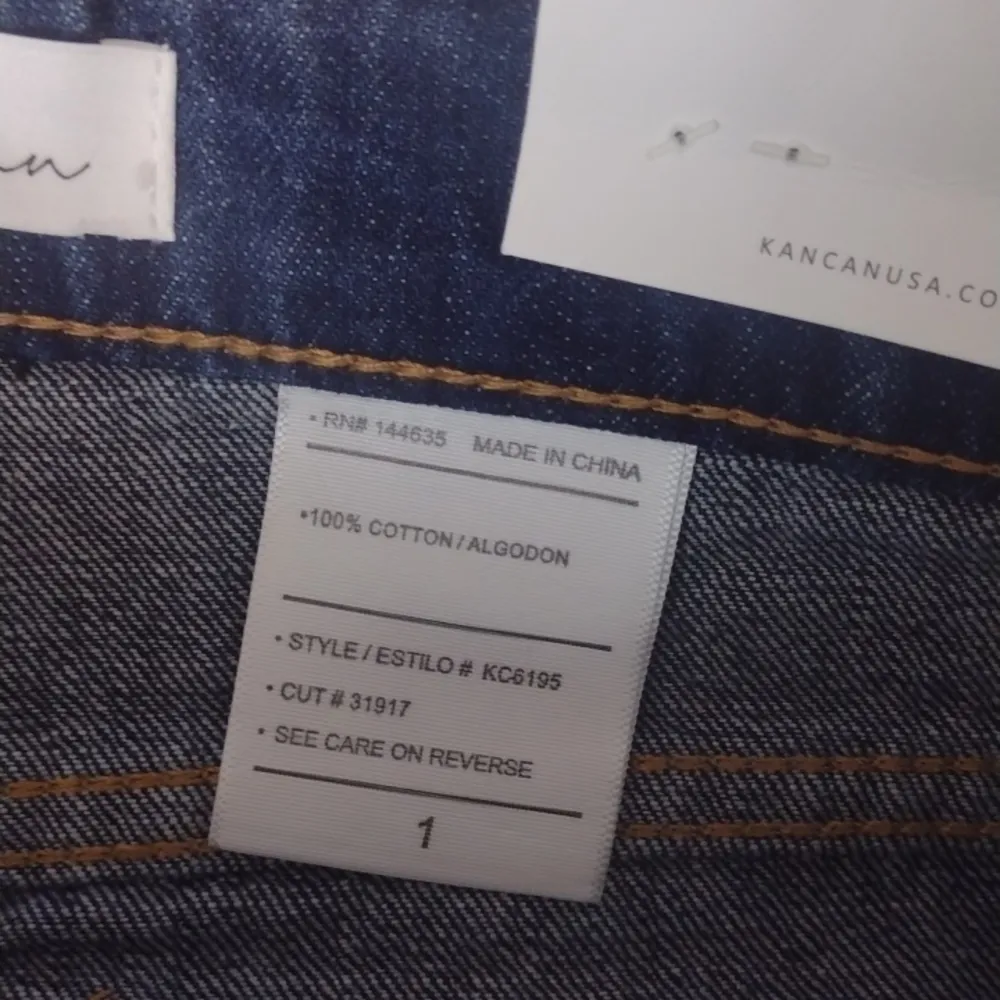 KANCANUSA.CO
• RN# 144635 MADE IN CHINA
•100% COTTON / ALGODON
• STYLE / ESTILO # KC6195
• CUT # 31917
• SEE CARE ON REVERSE
1